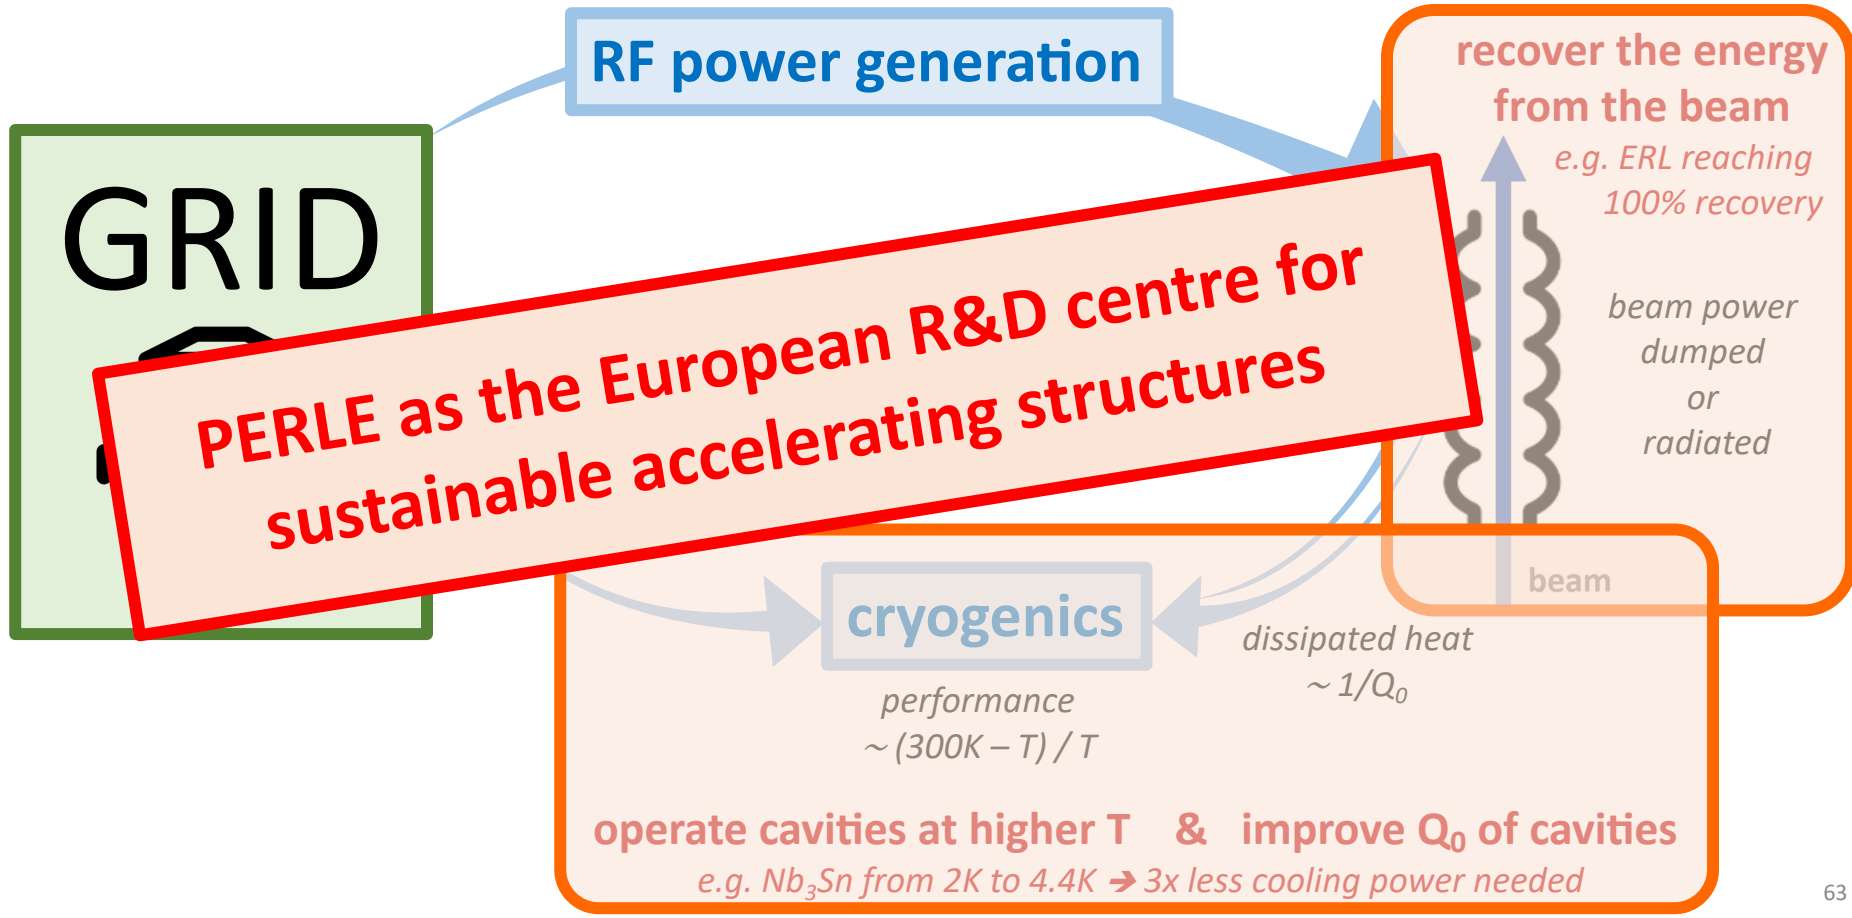 RF power generation
recover the energy
from the beam
e.g. ERL reaching
100% recovery
GRID
PERLE as the European R&D centre for
sustainable accelerating structures
beam power
dumped
or
radiated
beam
cryogenics
dissipated heat
~ 1/Q₀
performance
~ (300K – T) / T
operate cavities at higher T & improve Q₀ of cavities
e.g. Nb₃Sn from 2K to 4.4K ➔ 3x less cooling power needed
63